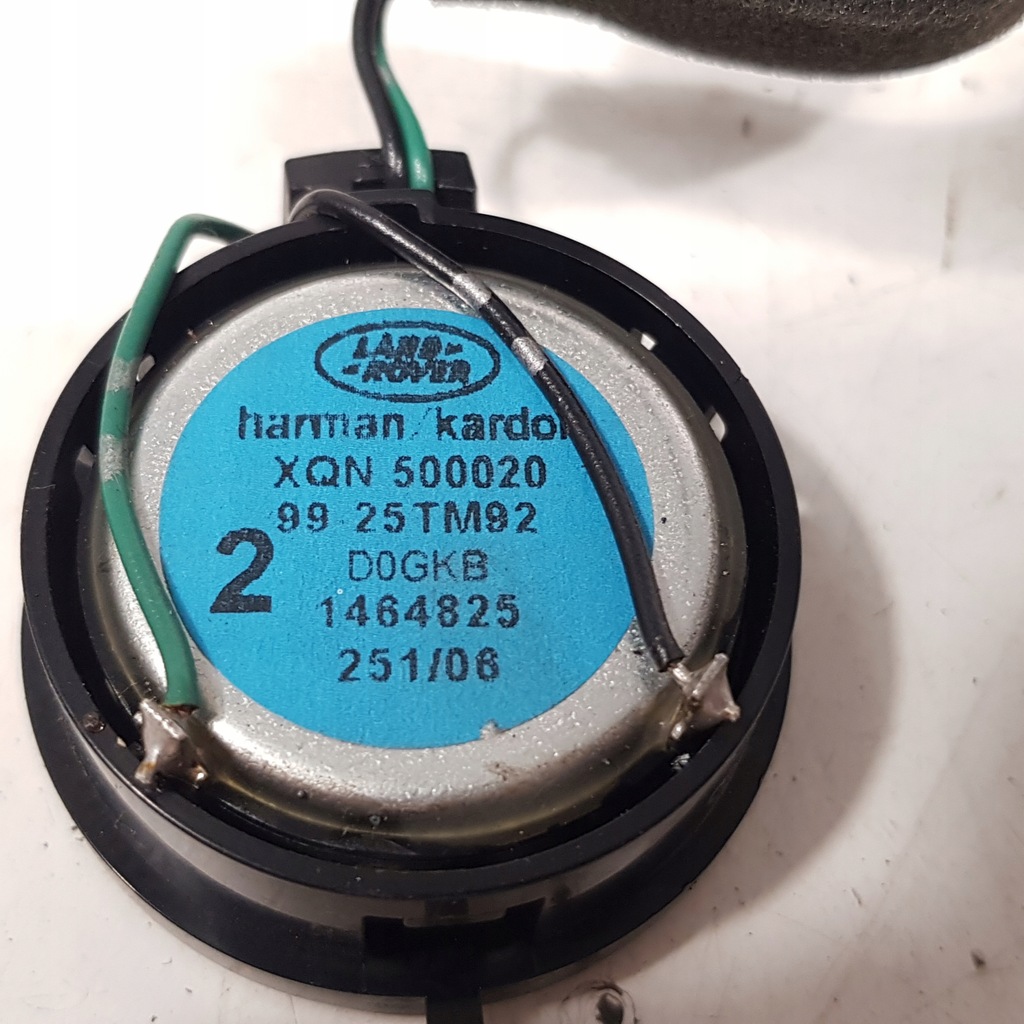 LAND-
-ROVER
harman/kardon
XQN 500020
99 25TM92
2
D0GKB
1464825
251/06